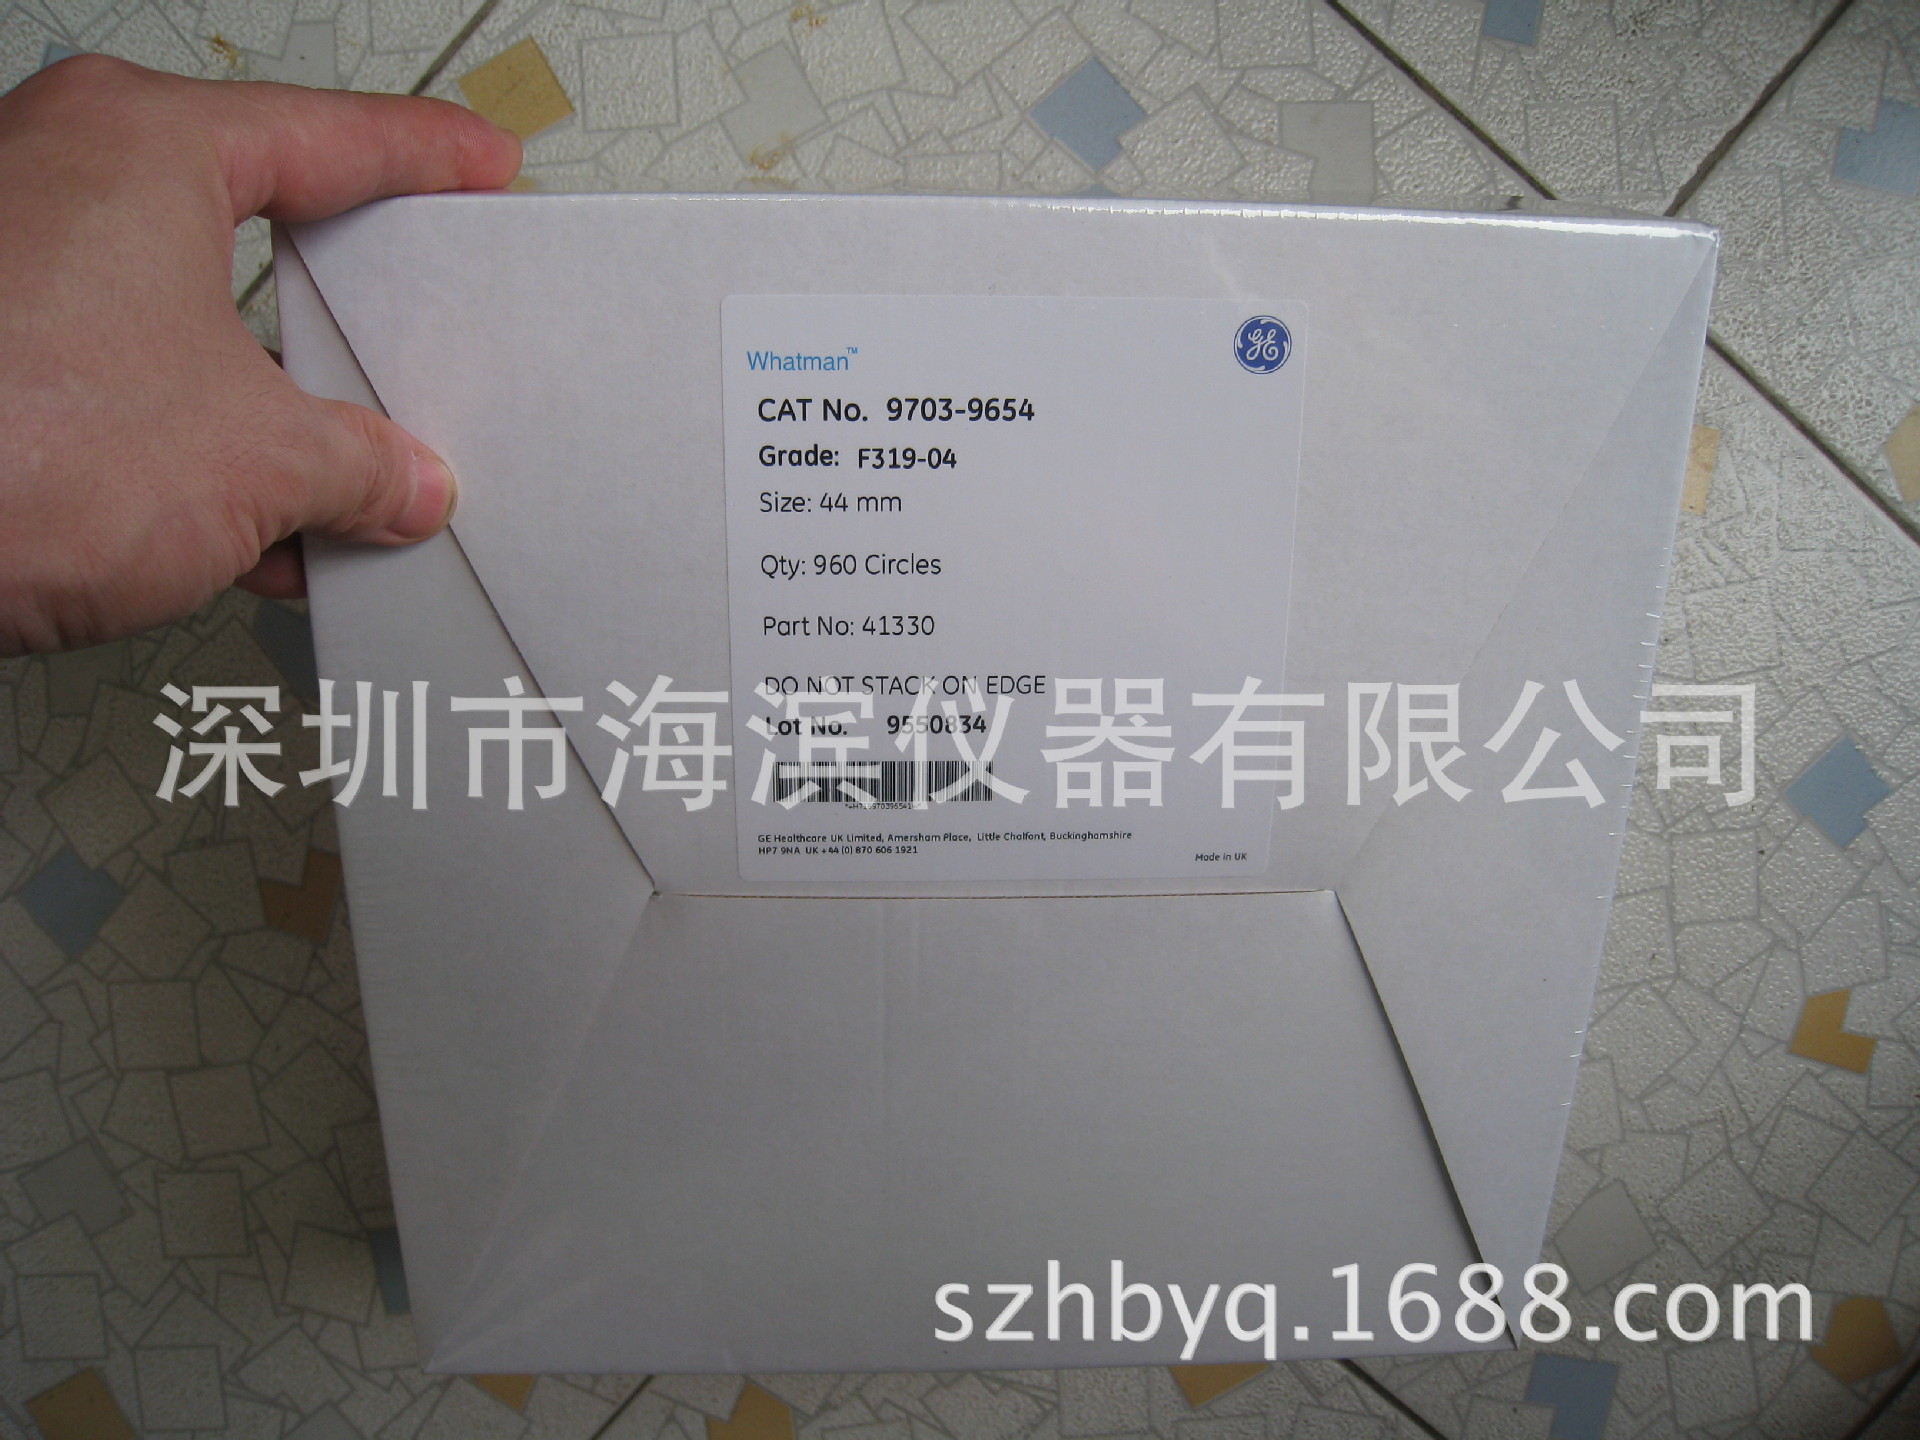 Whatman™
GE
CAT No. 9703-9654
Grade: F319-04
Size: 44 mm
Qty: 960 Circles
Part No: 41330
DO NOT STACK ON EDGE
Lot No. 9550834
GE Healthcare UK Limited, Amersham Place, Little Chalfont, Buckinghamshire
HP7 9NA UK +44 (0) 870 606 1921
Made in UK
深圳市海滨仪器有限公司
szhbyq.1688.com